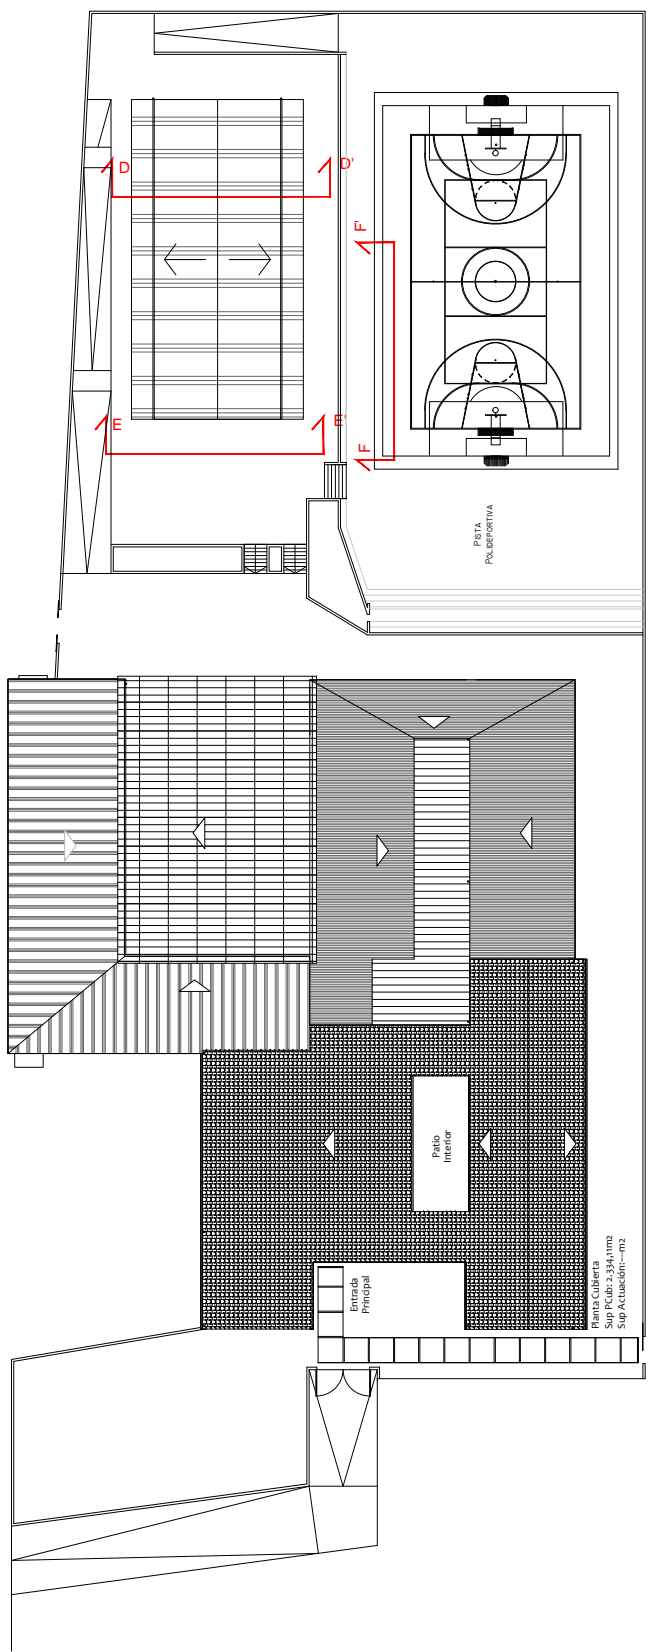 D
D'
F'
E
E'
F
PISTA
POLIDEPORTIVA
Patio
Interior
Entrada
Principal
Planta Cubierta
Sup PCub: 2.334,11m2
Sup Actuación:---m2